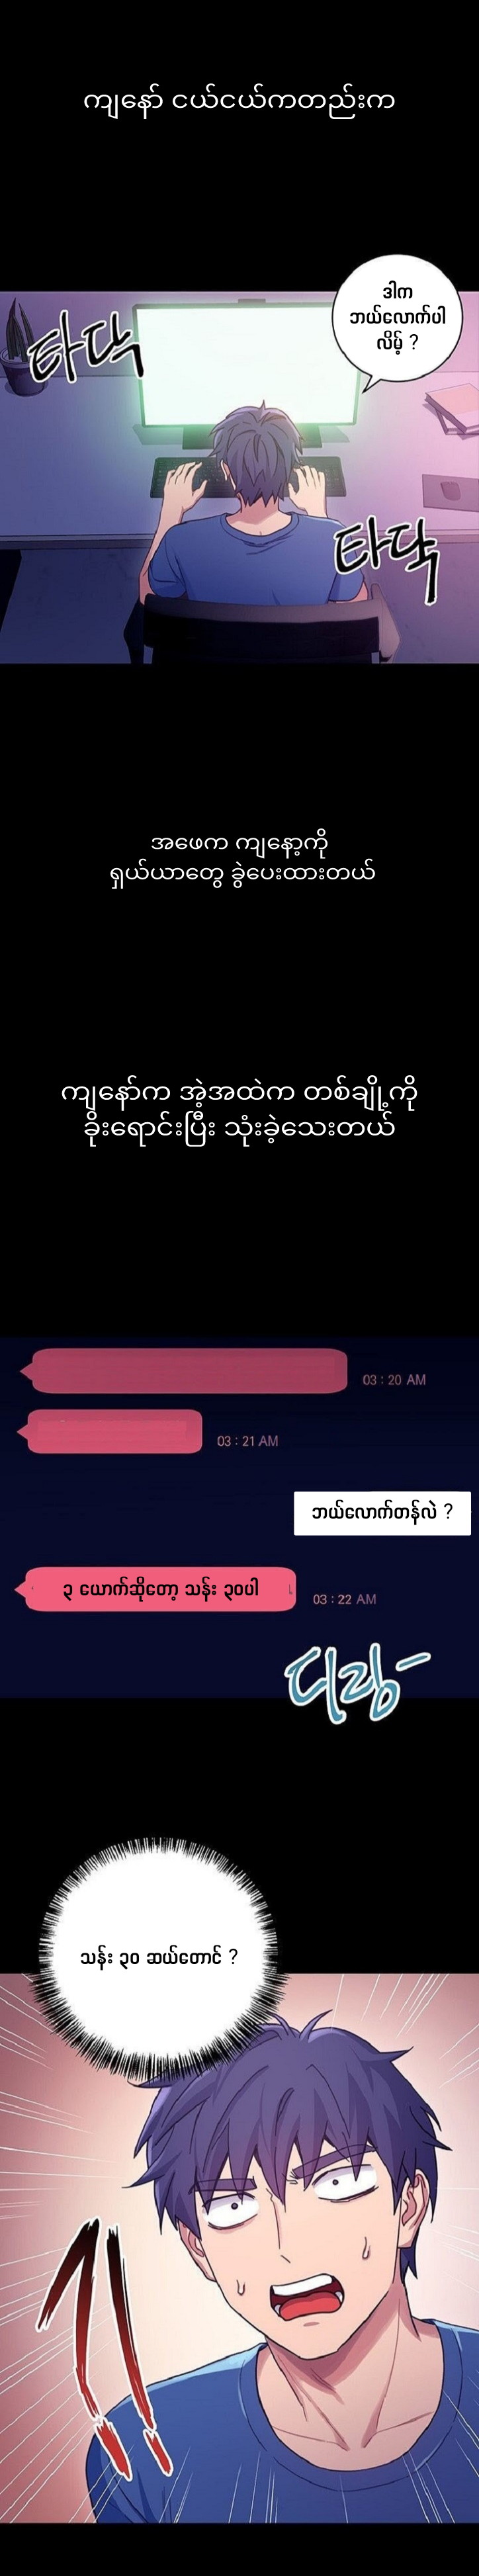 ကျနော် ငယ်ငယ်ကတည်းက
ဒါက
ဘယ်လောက်ပါ
လိမ့် ?
타닥
타닥
အဖေက ကျနော့ကို
ရှယ်ယာတွေ ခွဲပေးထားတယ်
ကျနော်က အဲ့အထဲက တစ်ချို့ကို
ခိုးရောင်းပြီး သုံးခဲ့သေးတယ်
03 : 20 AM
03 : 21 AM
ဘယ်လောက်တန်လဲ ?
၃ ယောက်ဆိုတော့ သန်း ၃၀ပါ
03 : 22 AM
디링-
သန်း ၃၀ ဆယ်တောင် ?